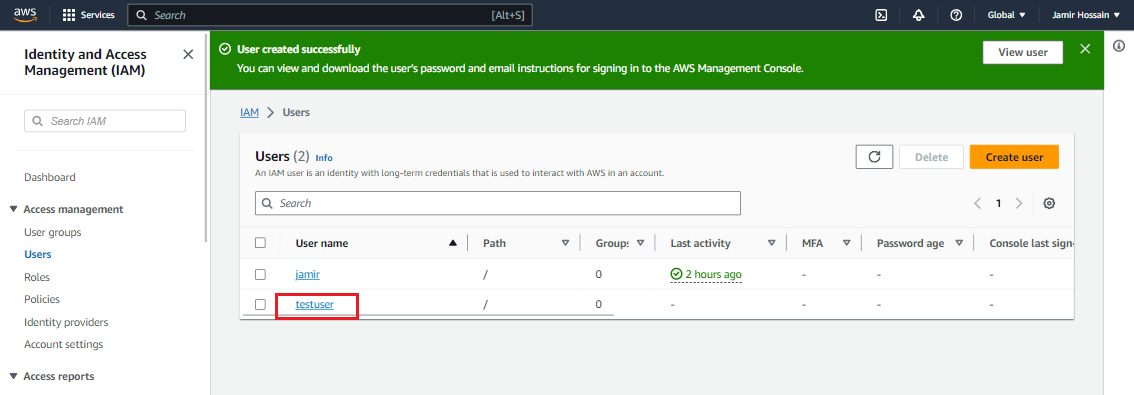 aws
Services
Search
[Alt+S]
Global
Jamir Hossain
Identity and Access
Management (IAM)
Search IAM
Dashboard
Access management
User groups
Users
Roles
Policies
Identity providers
Account settings
Access reports
User created successfully
You can view and download the user's password and email instructions for signing in to the AWS Management Console.
View user
IAM > Users
Users (2) Info
An IAM user is an identity with long-term credentials that is used to interact with AWS in an account.
Delete
Create user
Search
1
User name Path Groups Last activity MFA Password age Console last sign-
jamir / 0 2 hours ago - - -
testuser / 0 - - - -